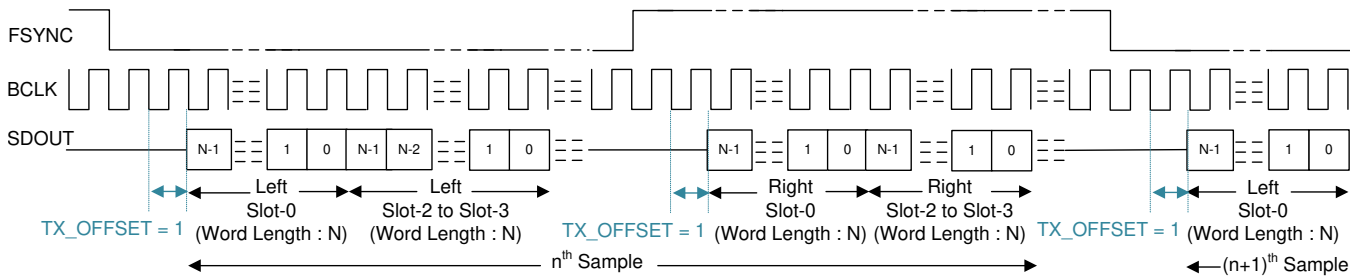 FSYNC
BCLK
SDOUT
N-1 1 0 N-1 N-2 1 0 N-1 1 0 N-1 1 0 N-1 1 0
Left Left Right Right Left
Slot-0 Slot-2 to Slot-3 Slot-0 Slot-2 to Slot-3 Slot-0
TX_OFFSET = 1 (Word Length : N) (Word Length : N) TX_OFFSET = 1 (Word Length : N) (Word Length : N) TX_OFFSET = 1 (Word Length : N)
nth Sample (n+1)th Sample